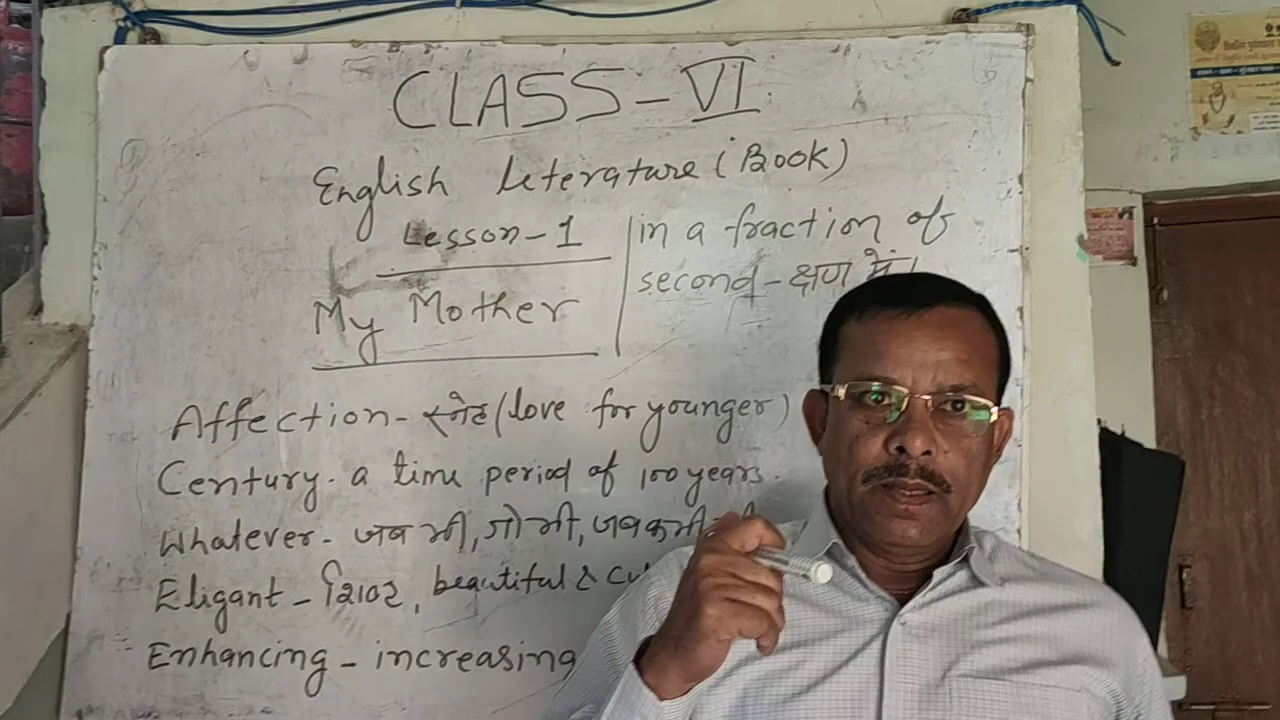 CLASS-VI
English leterature (Book)
Lesson-1
My Mother
in a fraction of
second-क्षण में।
Affection-स्नेह(love for younger)
Century-a time period of 100 years.
Whatever-जब भी,जो भी,जब कभी
Eligant-शिष्ट, beautiful &
Enhancing-increasing